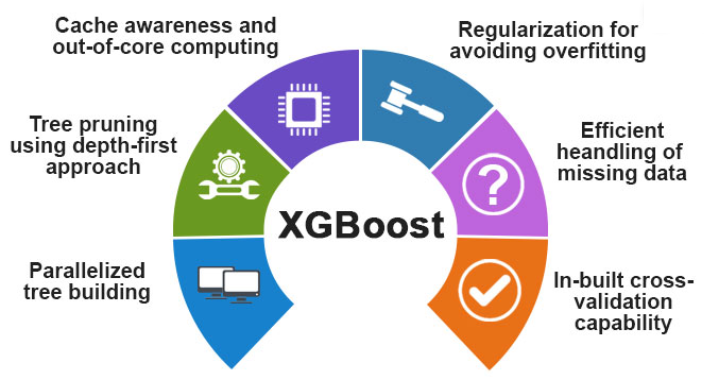 Cache awareness and
out-of-core computing
Regularization for
avoiding overfitting
Tree pruning
using depth-first
approach
Efficient
heandling of
missing data
XGBoost
Parallelized
tree building
In-built cross-
validation
capability